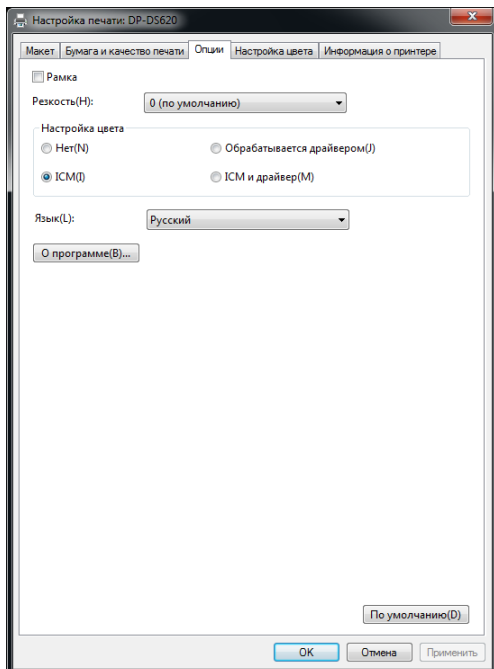 Настройка печати: DP-DS620
Макет Бумага и качество печати Опции Настройка цвета Информация о принтере
Рамка
Резкость(H): 0 (по умолчанию)
Настройка цвета
Нет(N) Обрабатывается драйвером(J)
ICM(I) ICM и драйвер(M)
Язык(L): Русский
О программе(B)...
По умолчанию(D)
OK Отмена Применить